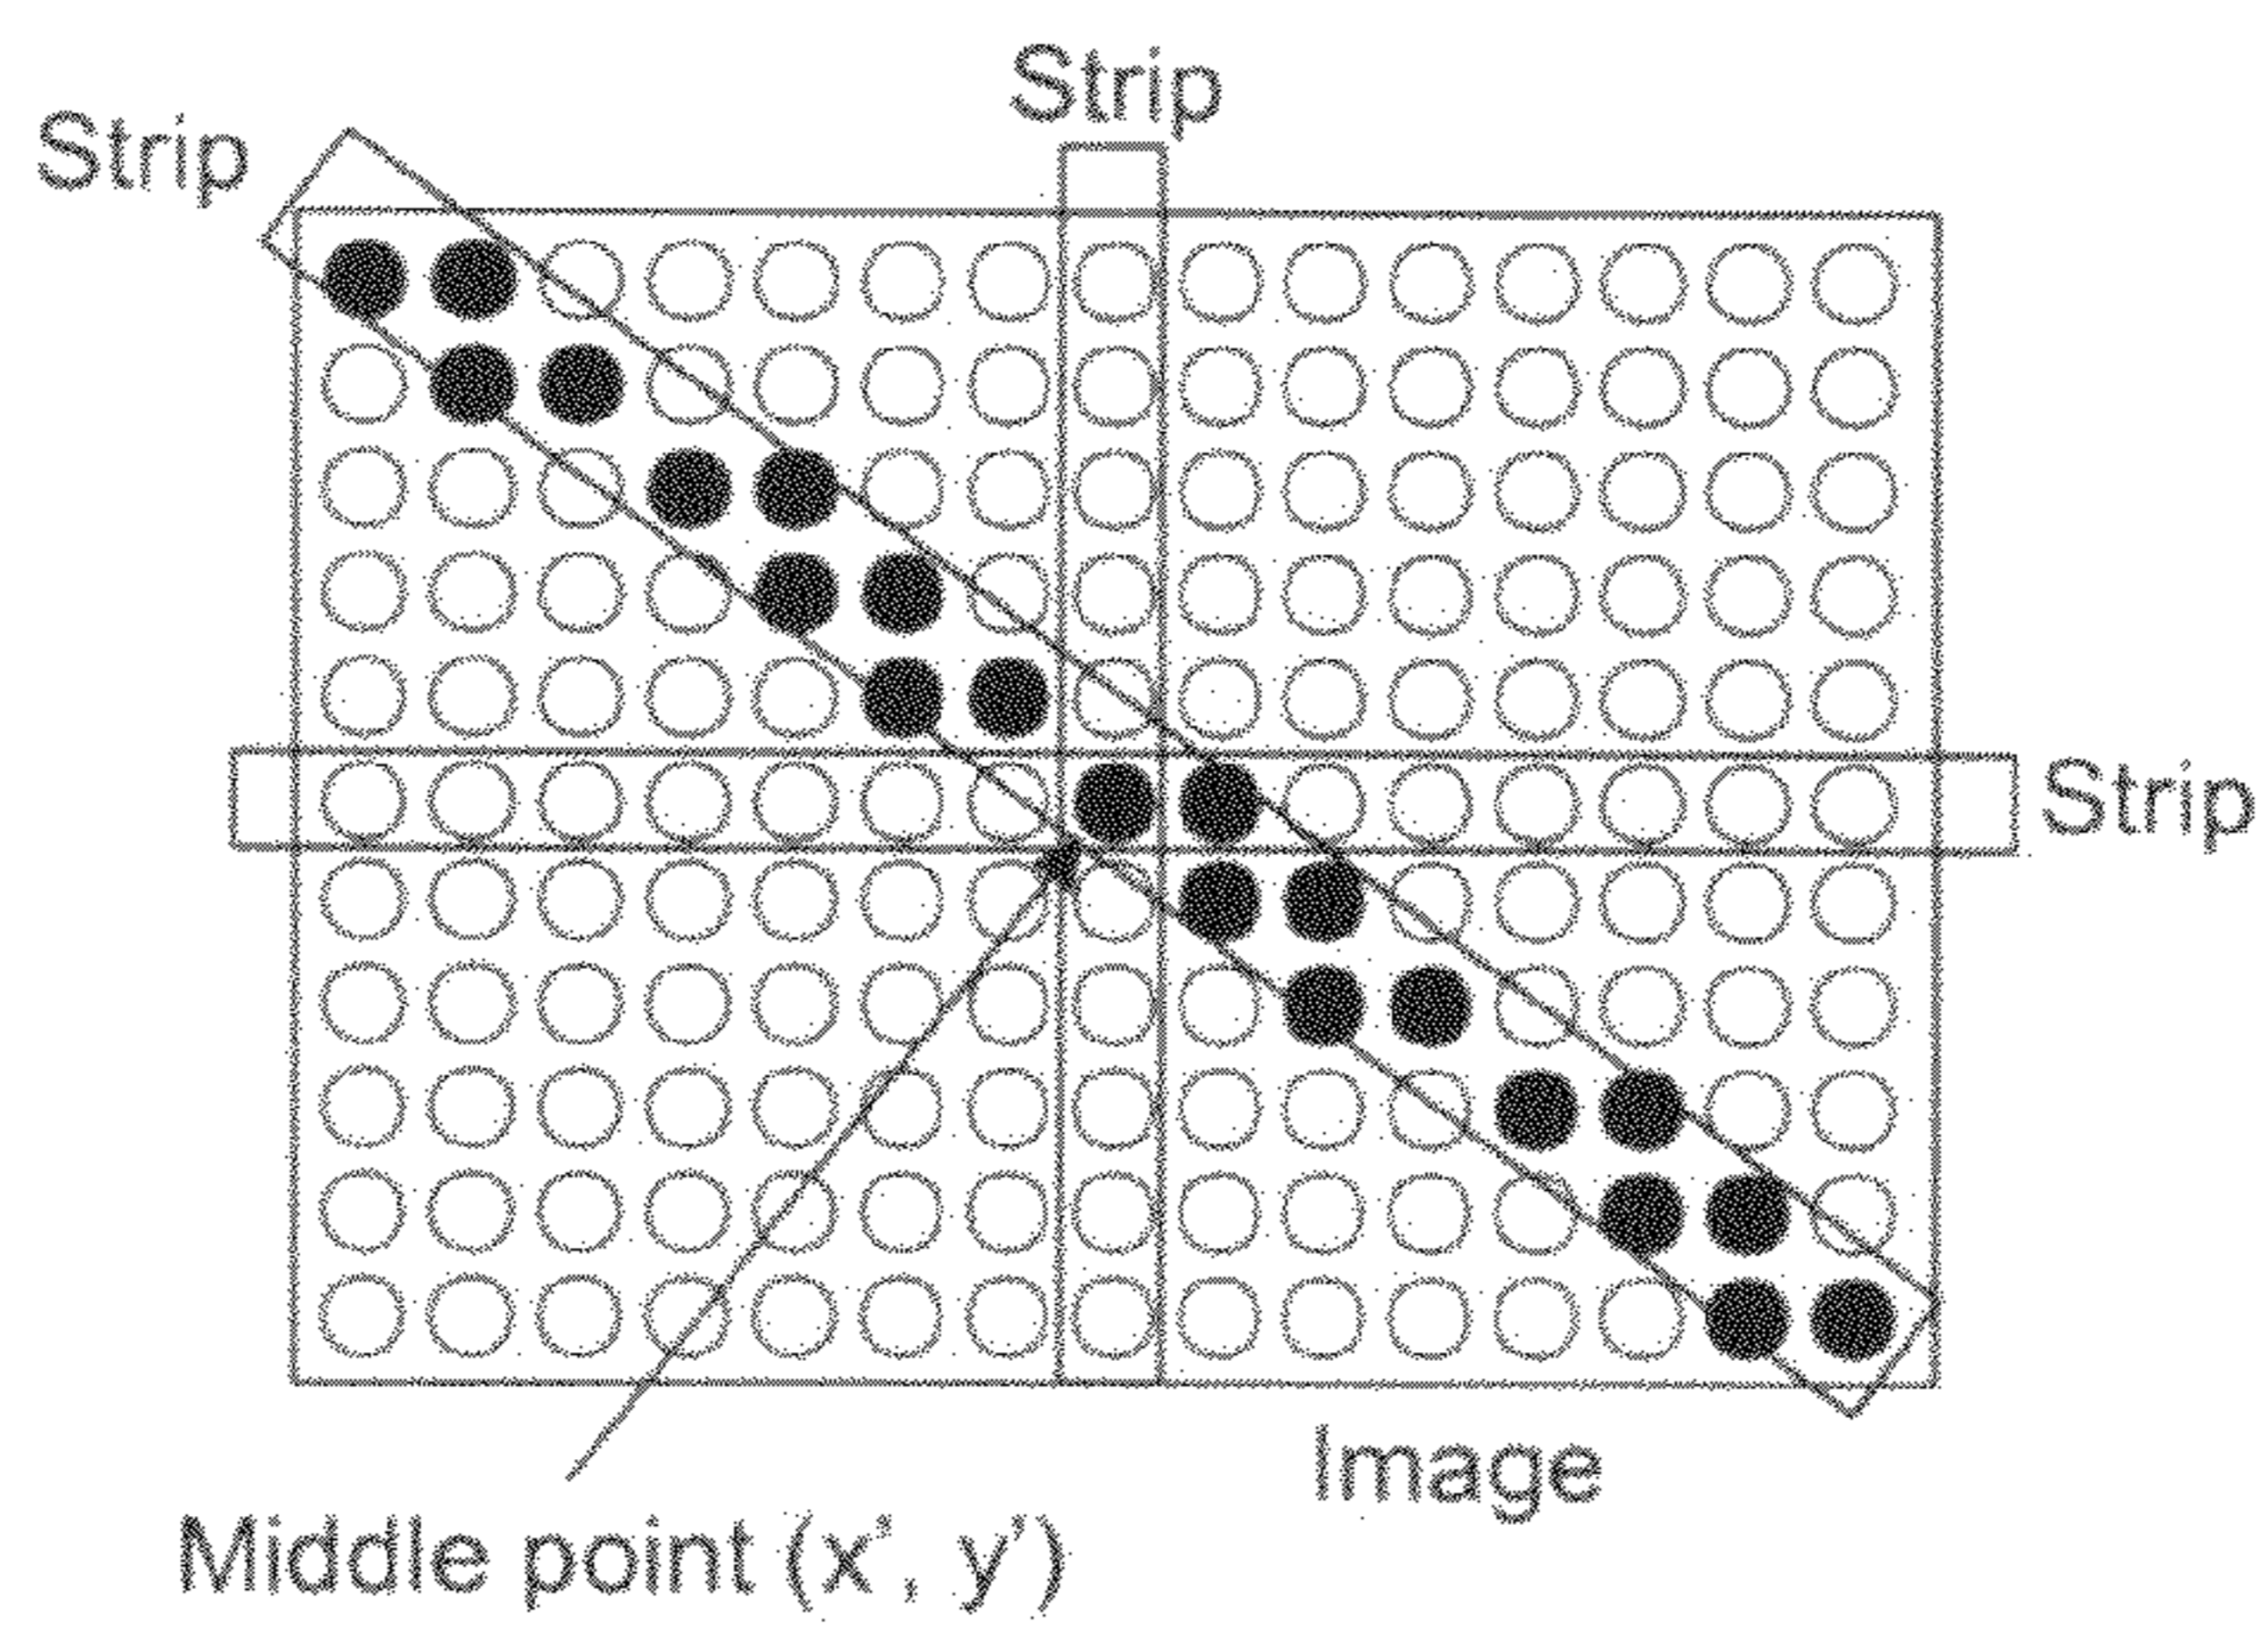 Strip
Strip
Strip
Image
Middle point (x', y')